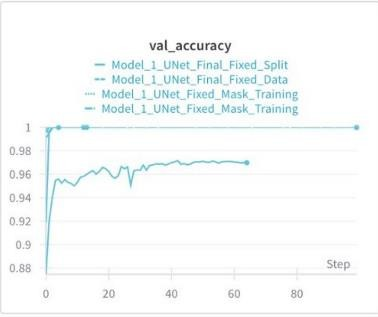 val_accuracy
Model_1_UNet_Final_Fixed_Split
Model_1_UNet_Final_Fixed_Data
Model_1_UNet_Fixed_Mask_Training
Model_1_UNet_Fixed_Mask_Training
1
0.98
0.96
0.94
0.92
0.9
0.88
Step
0 20 40 60 80